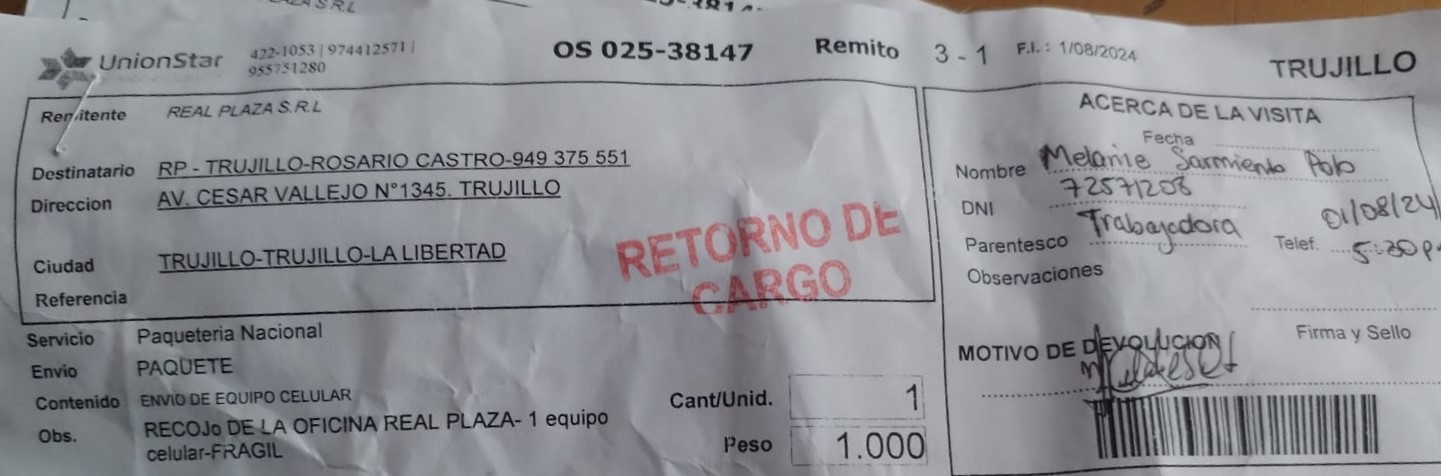 UnionStar 422-1053 | 974412571 | 955751280 OS 025-38147 Remito 3 - 1 F.I. : 1/08/2024 TRUJILLO
Remitente REAL PLAZA S.R.L
Destinatario RP - TRUJILLO-ROSARIO CASTRO-949 375 551
Direccion AV. CESAR VALLEJO N°1345. TRUJILLO
Ciudad TRUJILLO-TRUJILLO-LA LIBERTAD
Referencia
RETORNO DE
CARGO
Servicio Paqueteria Nacional
Envio PAQUETE
Contenido ENVIO DE EQUIPO CELULAR
Obs. RECOJo DE LA OFICINA REAL PLAZA- 1 equipo
celular-FRAGIL
Cant/Unid. 1
Peso 1.000
ACERCA DE LA VISITA
Fecha
Nombre Melanie Sarmiento Polo
DNI 72571208
Parentesco Trabajadora Telef. 01/08/24
5:30 p
Observaciones
Firma y Sello
MOTIVO DE DEVOLUCION